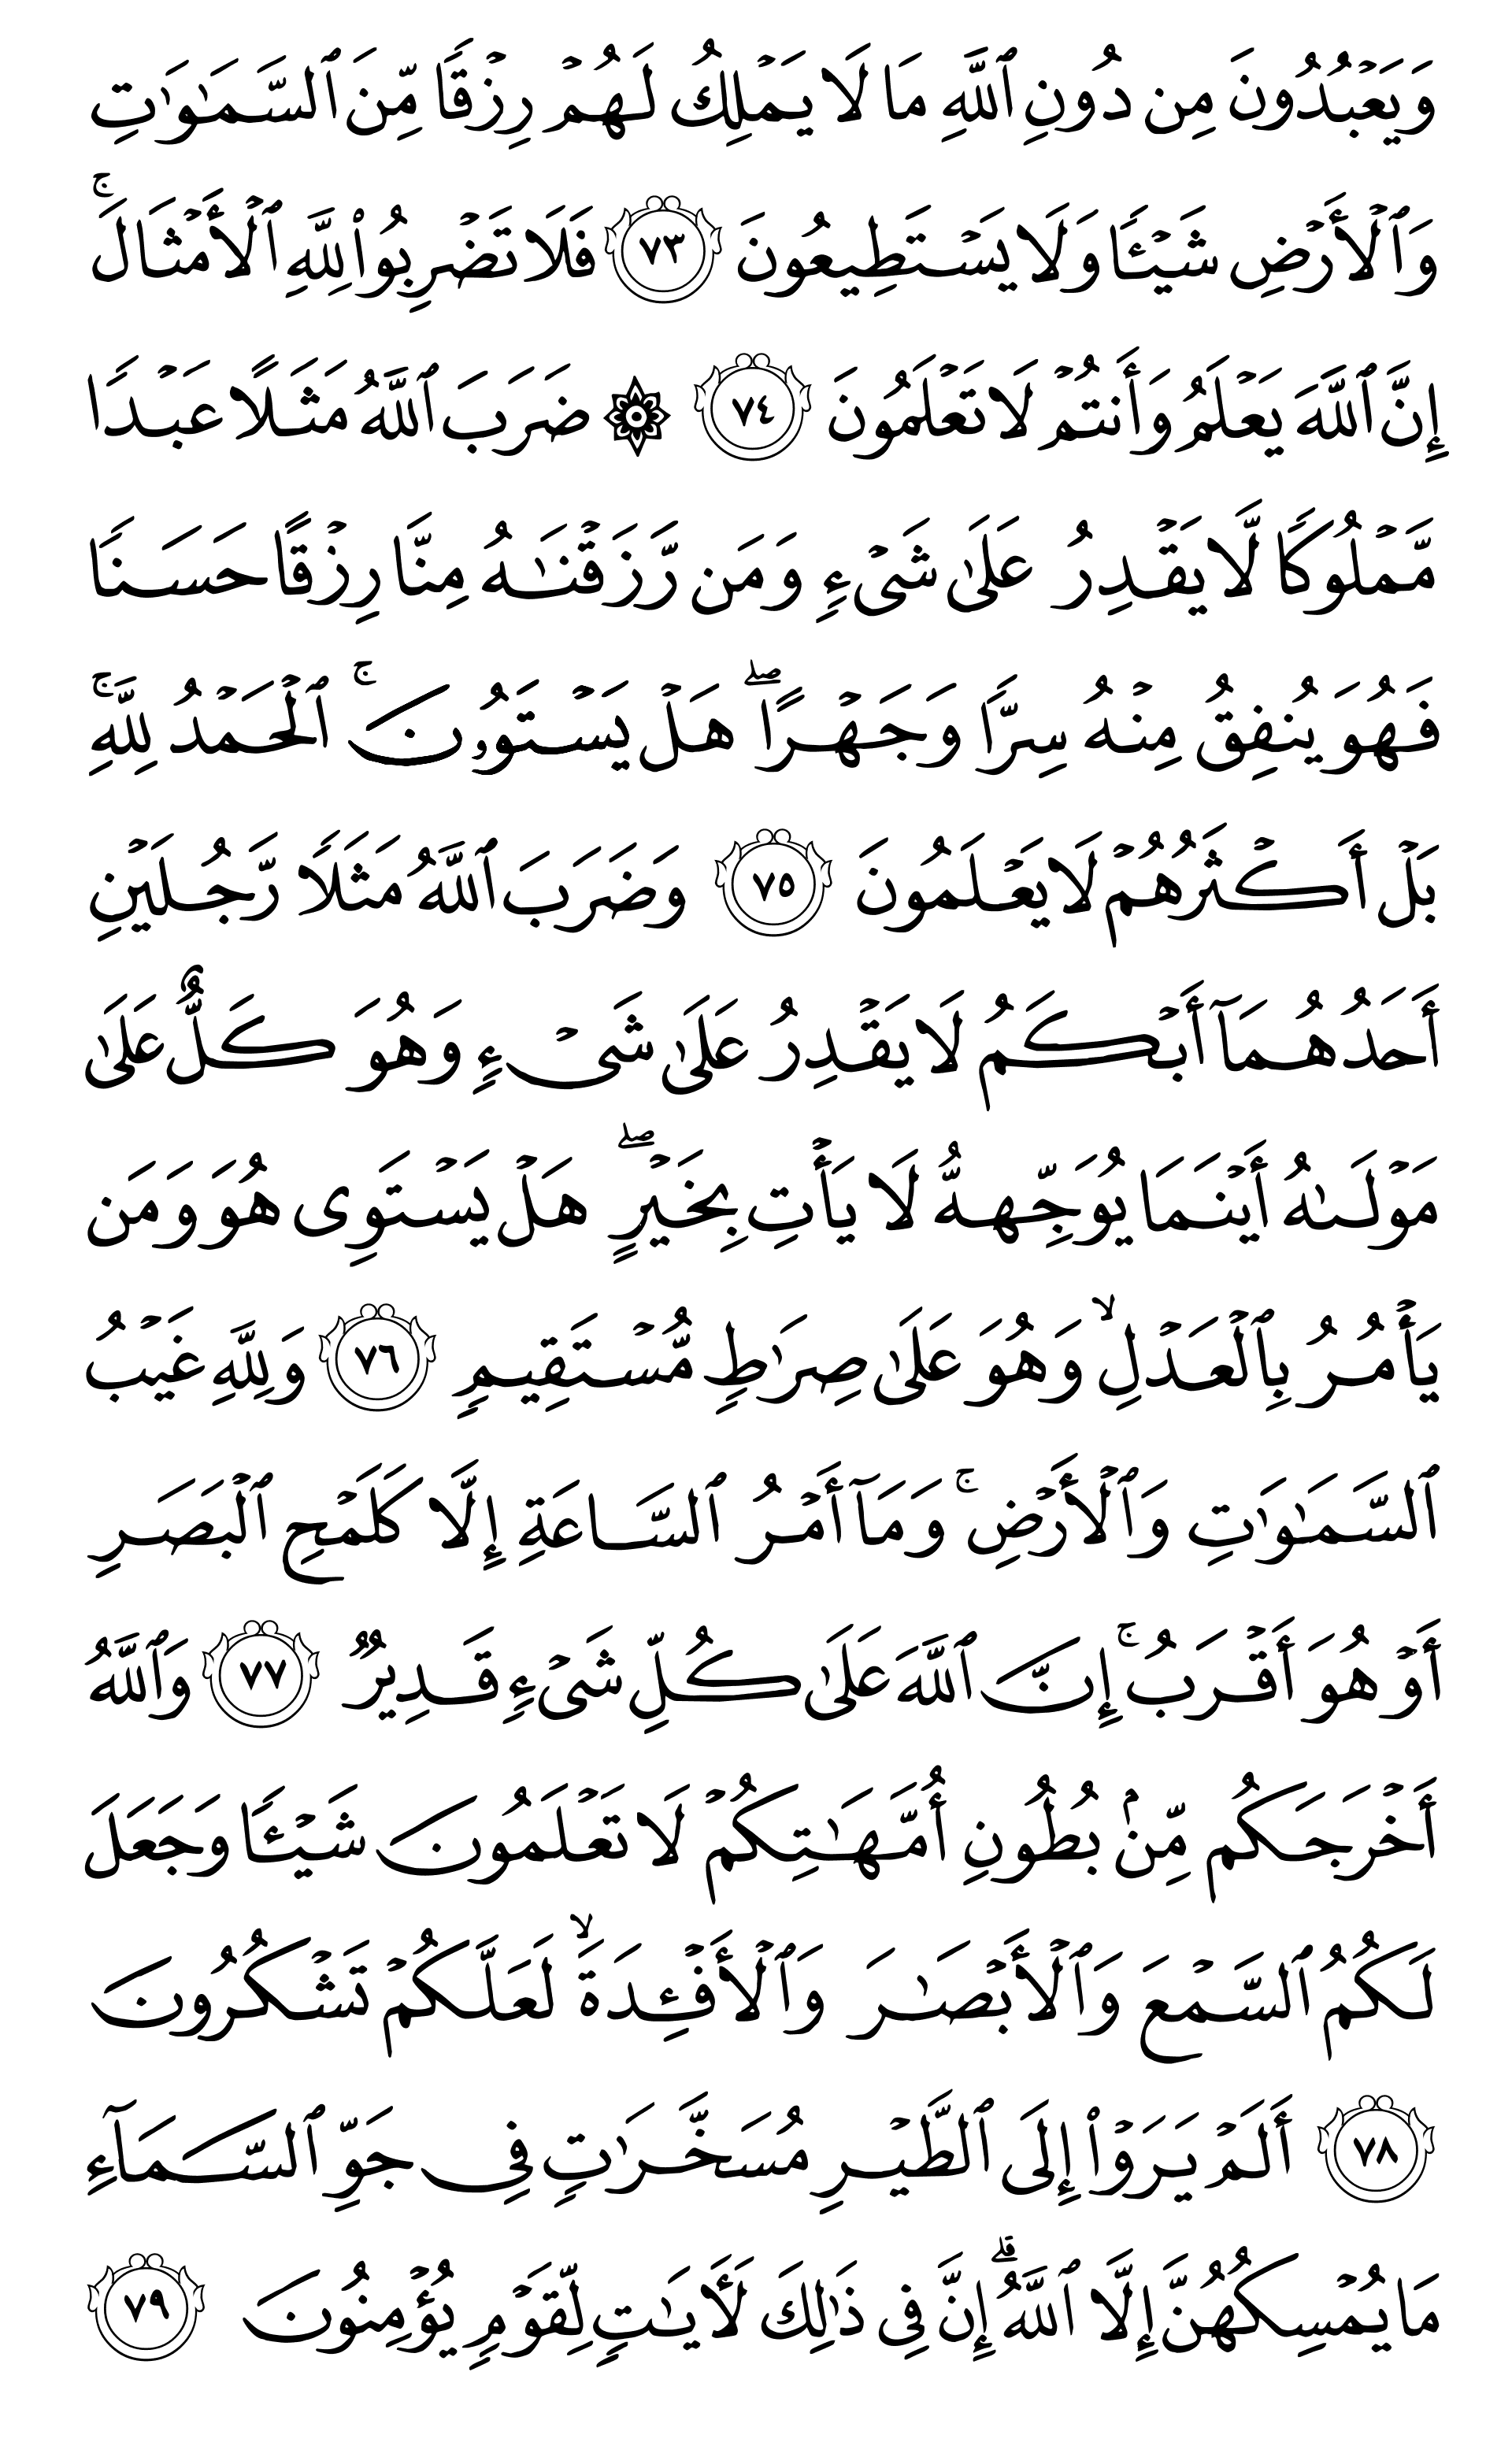 وَيَعۡبُدُونَ مِن دُونِ ٱللَّهِ مَا لَا يَمۡلِكُ لَهُمۡ رِزۡقٗا مِّنَ ٱلسَّمَٰوَٰتِ
وَٱلۡأَرۡضِ شَيۡـٔٗا وَلَا يَسۡتَطِيعُونَ ٧٣ فَلَا تَضۡرِبُواْ لِلَّهِ ٱلۡأَمۡثَالَۚ
إِنَّ ٱللَّهَ يَعۡلَمُ وَأَنتُمۡ لَا تَعۡلَمُونَ ٧٤ ۞ ضَرَبَ ٱللَّهُ مَثَلًا عَبۡدٗا
مَّمۡلُوكٗا لَّا يَقۡدِرُ عَلَىٰ شَيۡءٖ وَمَن رَّزَقۡنَٰهُ مِنَّا رِزۡقًا حَسَنٗا
فَهُوَ يُنفِقُ مِنۡهُ سِرّٗا وَجَهۡرًاۖ هَلۡ يَسۡتَوُۥنَۚ ٱلۡحَمۡدُ لِلَّهِۚ
بَلۡ أَكۡثَرُهُمۡ لَا يَعۡلَمُونَ ٧٥ وَضَرَبَ ٱللَّهُ مَثَلٗا رَّجُلَيۡنِ
أَحَدُهُمَآ أَبۡكَمُ لَا يَقۡدِرُ عَلَىٰ شَيۡءٖ وَهُوَ كَلٌّ عَلَىٰ
مَوۡلَىٰهُ أَيۡنَمَا يُوَجِّههُّ لَا يَأۡتِ بِخَيۡرٍۖ هَلۡ يَسۡتَوِي هُوَ وَمَن
يَأۡمُرُ بِٱلۡعَدۡلِۙ وَهُوَ عَلَىٰ صِرَٰطٖ مُّسۡتَقِيمٖ ٧٦ وَلِلَّهِ غَيۡبُ
ٱلسَّمَٰوَٰتِ وَٱلۡأَرۡضِۚ وَمَآ أَمۡرُ ٱلسَّاعَةِ إِلَّا كَلَمۡحِ ٱلۡبَصَرِ
أَوۡ هُوَ أَقۡرَبُۚ إِنَّ ٱللَّهَ عَلَىٰ كُلِّ شَيۡءٖ قَدِيرٞ ٧٧ وَٱللَّهُ
أَخۡرَجَكُم مِّنۢ بُطُونِ أُمَّهَٰتِكُمۡ لَا تَعۡلَمُونَ شَيۡـٔٗا وَجَعَلَ
لَكُمُ ٱلسَّمۡعَ وَٱلۡأَبۡصَٰرَ وَٱلۡأَفۡـِٔدَةَۙ لَعَلَّكُمۡ تَشۡكُرُونَ
٧٨ أَلَمۡ يَرَوۡاْ إِلَى ٱلطَّيۡرِ مُسَخَّرَٰتٖ فِي جَوِّ ٱلسَّمَآءِ
مَا يُمۡسِكُهُنَّ إِلَّا ٱللَّهُۚ إِنَّ فِي ذَٰلِكَ لَأٓيَٰتٖ لِّقَوۡمٖ يُؤۡمِنُونَ ٧٩